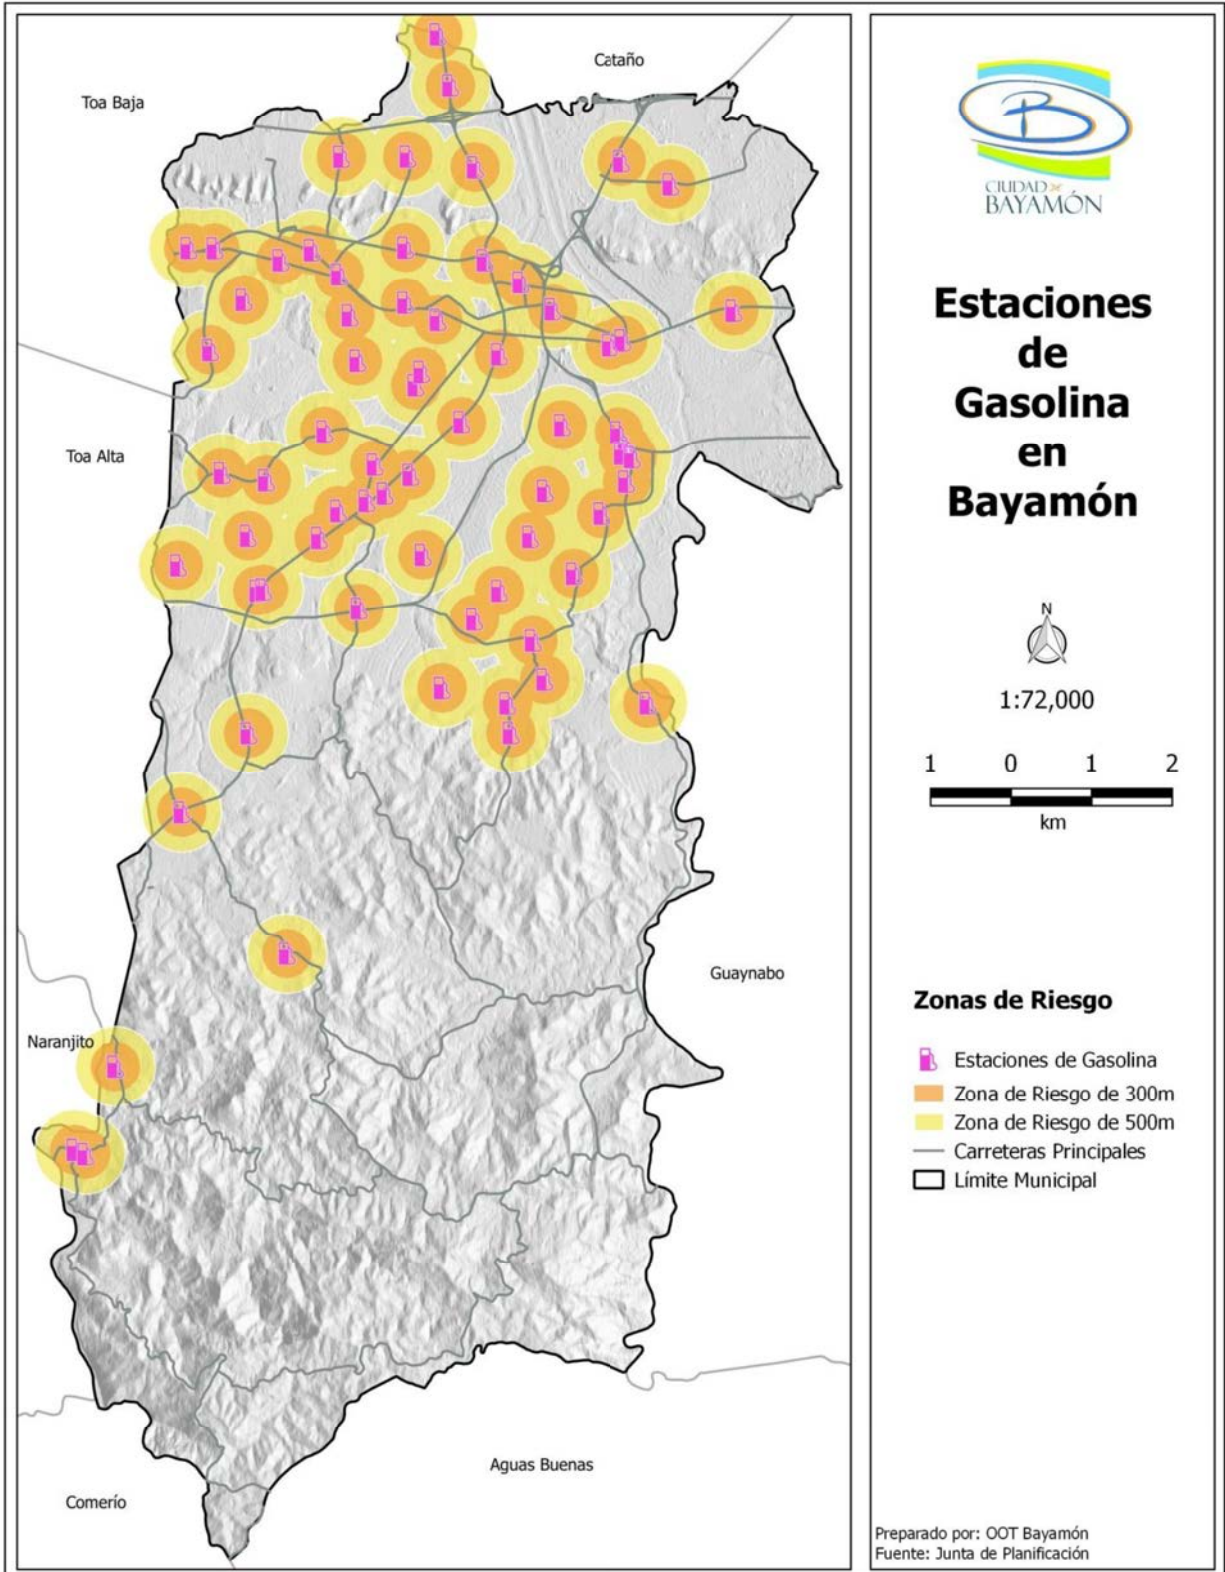 Cataño
Toa Baja
Toa Alta
Guaynabo
Naranjito
Aguas Buenas
Comerío
B
CIUDAD DE
BAYAMÓN
Estaciones
de
Gasolina
en
Bayamón
N
1:72,000
1 0 1 2
km
Zonas de Riesgo
Estaciones de Gasolina
Zona de Riesgo de 300m
Zona de Riesgo de 500m
Carreteras Principales
Límite Municipal
Preparado por: OOT Bayamón
Fuente: Junta de Planificación